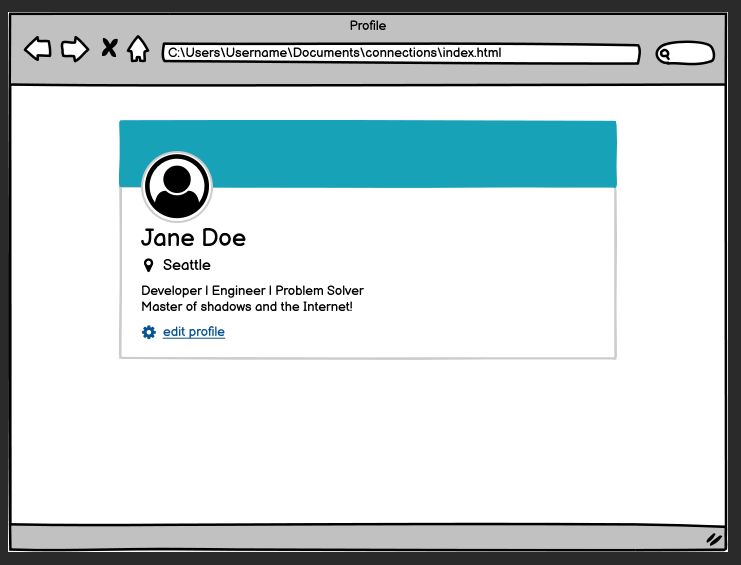 Profile
C:\Users\Username\Documents\connections\index.html
Jane Doe
Seattle
Developer | Engineer | Problem Solver
Master of shadows and the Internet!
edit profile